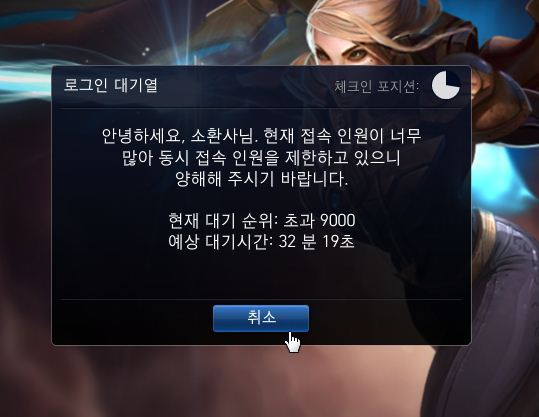 로그인 대기열
체크인 포지션:
안녕하세요, 소환사님. 현재 접속 인원이 너무
많아 동시 접속 인원을 제한하고 있으니
양해해 주시기 바랍니다.
현재 대기 순위: 초과 9000
예상 대기시간: 32 분 19초
취소